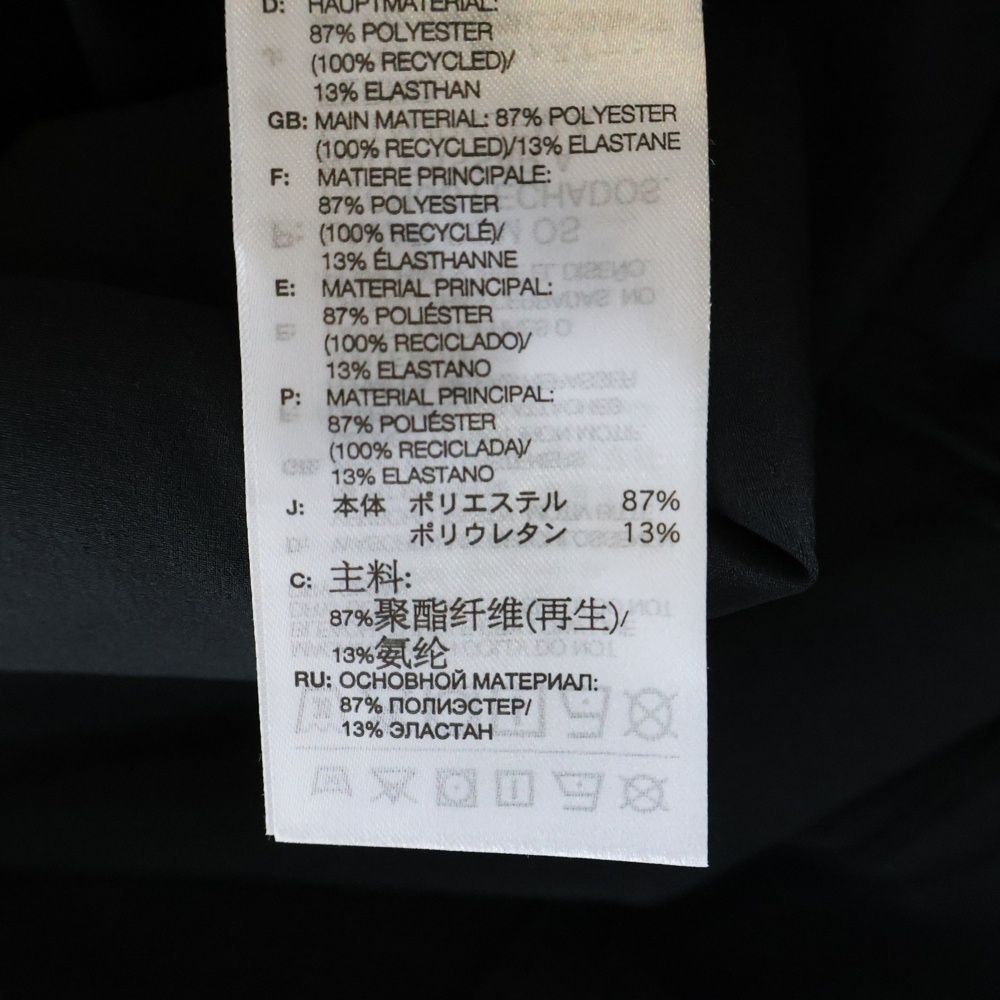 D: HAUPTMATERIAL:
87% POLYESTER
(100% RECYCLED)/
13% ELASTHAN
GB: MAIN MATERIAL: 87% POLYESTER
(100% RECYCLED)/13% ELASTANE
F: MATIERE PRINCIPALE:
87% POLYESTER
(100% RECYCLÉ)/
13% ÉLASTHANNE
E: MATERIAL PRINCIPAL:
87% POLIÉSTER
(100% RECICLADO)/
13% ELASTANO
P: MATERIAL PRINCIPAL:
87% POLIÉSTER
(100% RECICLADA)/
13% ELASTANO
J: 本体 ポリエステル 87%
ポリウレタン 13%
C: 主料:
87%聚酯纤维(再生)/
13%氨纶
RU: ОСНОВНОЙ МАТЕРИАЛ:
87% ПОЛИЭСТЕР/
13% ЭЛАСТАН